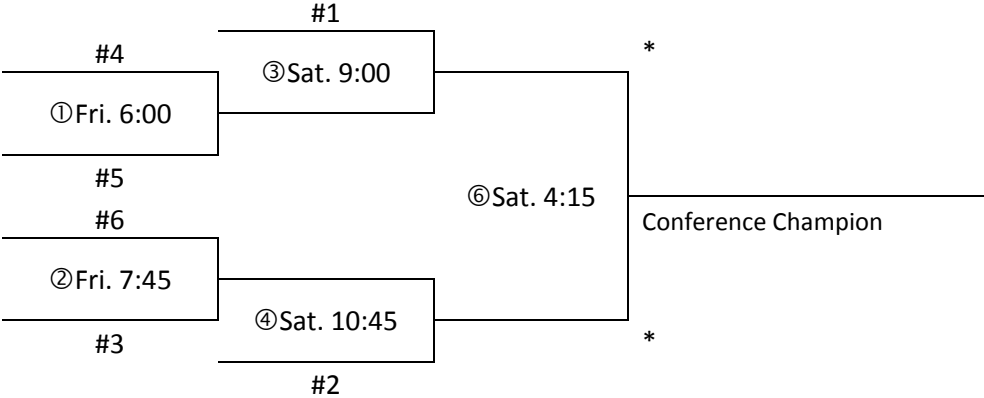 #1
#4
*
③Sat. 9:00
①Fri. 6:00
#5
⑥Sat. 4:15
#6
Conference Champion
②Fri. 7:45
④Sat. 10:45
#3
*
#2